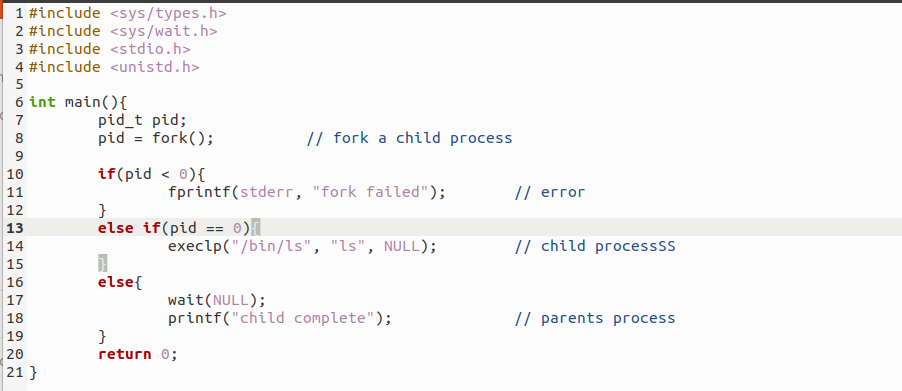 1 #include <sys/types.h>
2 #include <sys/wait.h>
3 #include <stdio.h>
4 #include <unistd.h>
5
6 int main(){
7         pid_t pid;
8         pid = fork();          // fork a child process
9
10         if(pid < 0){
11                 fprintf(stderr, "fork failed");        // error
12         }
13         else if(pid == 0){
14                 execlp("/bin/ls", "ls", NULL);         // child processSS
15         }
16         else{
17                 wait(NULL);
18                 printf("child complete");              // parents process
19         }
20         return 0;
21 }